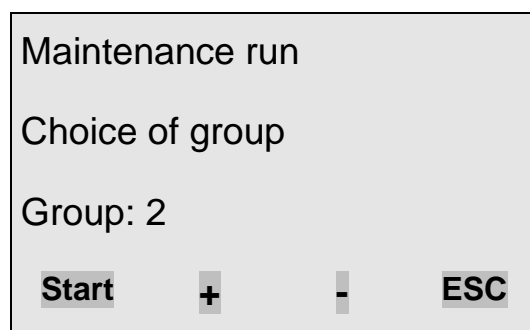 Maintenance run
Choice of group
Group: 2
Start + - ESC